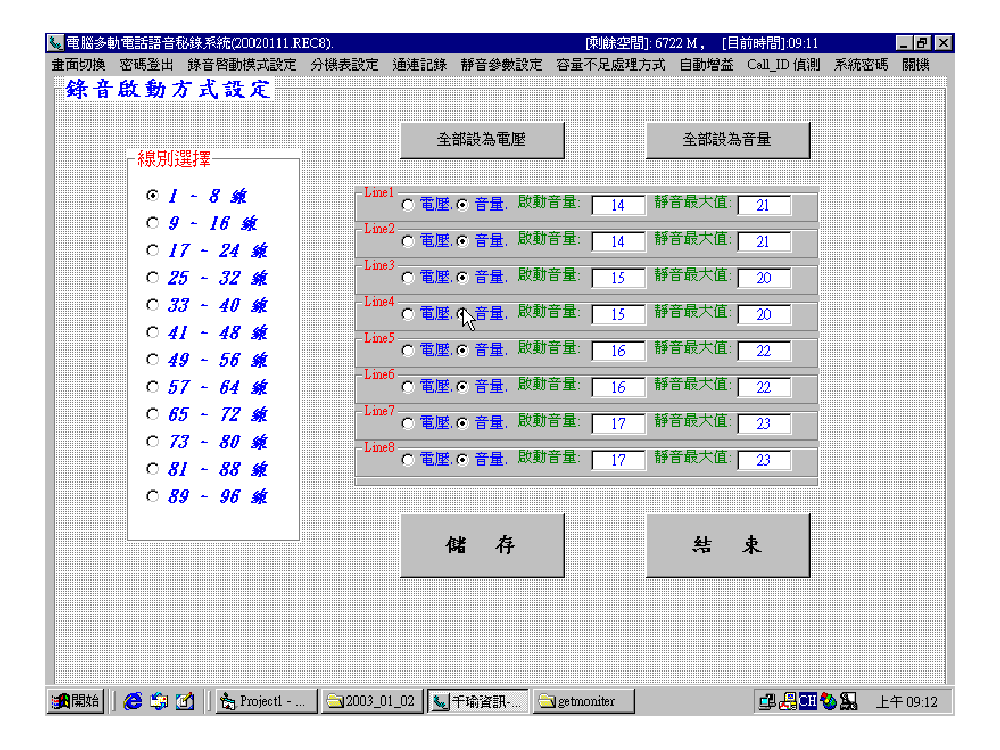 電腦多軌電話語音秘錄系統(20020111.REC8). [剩餘空間]: 6722 M , [目前時間]:09:11
畫面切換 密碼登出 錄音啟動模式設定 分機表設定 通連記錄 靜音參數設定 容量不足處理方式 自動增益 Call_ID 偵測 系統密碼 關機
錄音啟動方式設定
全部設為電壓 全部設為音量
線別選擇
1 ~ 8 線
9 ~ 16 線
17 ~ 24 線
25 ~ 32 線
33 ~ 40 線
41 ~ 48 線
49 ~ 56 線
57 ~ 64 線
65 ~ 72 線
73 ~ 80 線
81 ~ 88 線
89 ~ 96 線
Line1 電壓. 音量. 啟動音量: 14 靜音最大值: 21
Line2 電壓. 音量. 啟動音量: 14 靜音最大值: 21
Line3 電壓. 音量. 啟動音量: 15 靜音最大值: 20
Line4 電壓. 音量. 啟動音量: 15 靜音最大值: 20
Line5 電壓. 音量. 啟動音量: 16 靜音最大值: 22
Line6 電壓. 音量. 啟動音量: 16 靜音最大值: 22
Line7 電壓. 音量. 啟動音量: 17 靜音最大值: 23
Line8 電壓. 音量. 啟動音量: 17 靜音最大值: 23
儲 存 結 束
開始 Project1 - ... 2003_01_02 千瑜資訊-... getmoniter CH 上午 09:12